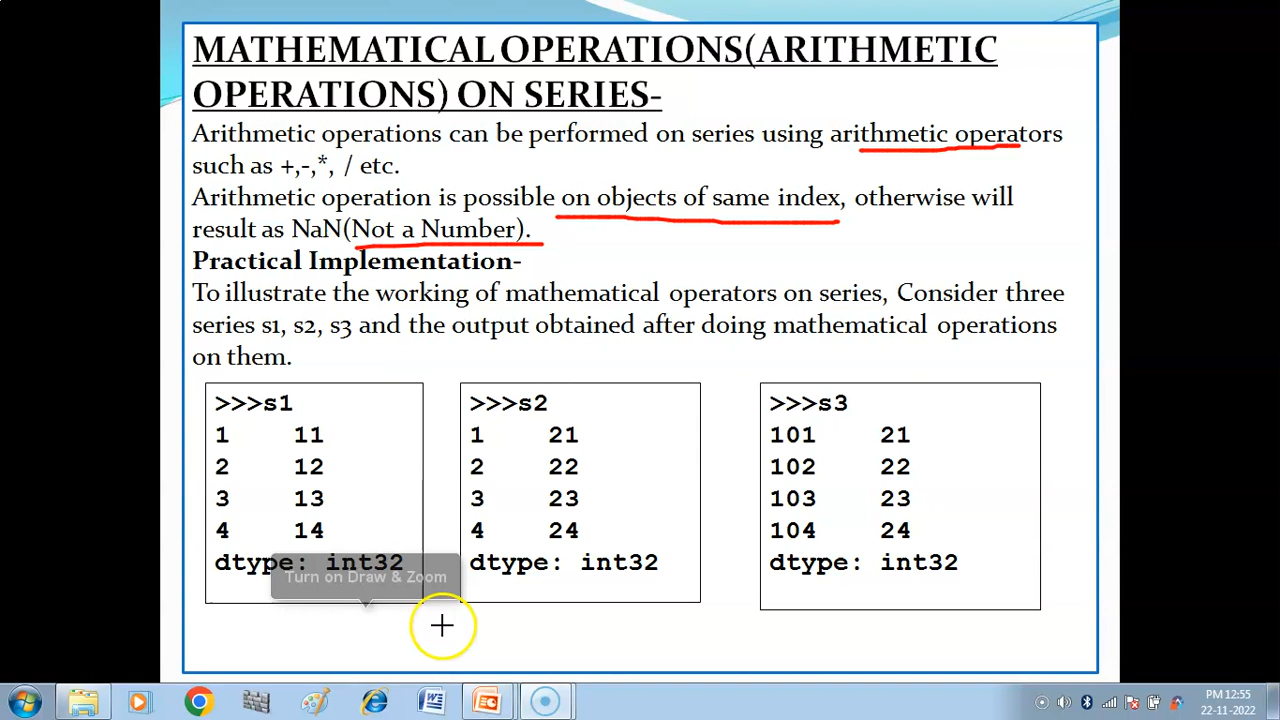 MATHEMATICAL OPERATIONS(ARITHMETIC
OPERATIONS) ON SERIES-
Arithmetic operations can be performed on series using arithmetic operators
such as +,-,*, / etc.
Arithmetic operation is possible on objects of same index, otherwise will
result as NaN(Not a Number).
Practical Implementation-
To illustrate the working of mathematical operators on series, Consider three
series s1, s2, s3 and the output obtained after doing mathematical operations
on them.
>>>s1
1 11
2 12
3 13
4 14
dtype: int32
>>>s2
1 21
2 22
3 23
4 24
dtype: int32
>>>s3
101 21
102 22
103 23
104 24
dtype: int32
Turn on Draw & Zoom
PM 12:55
22-11-2022